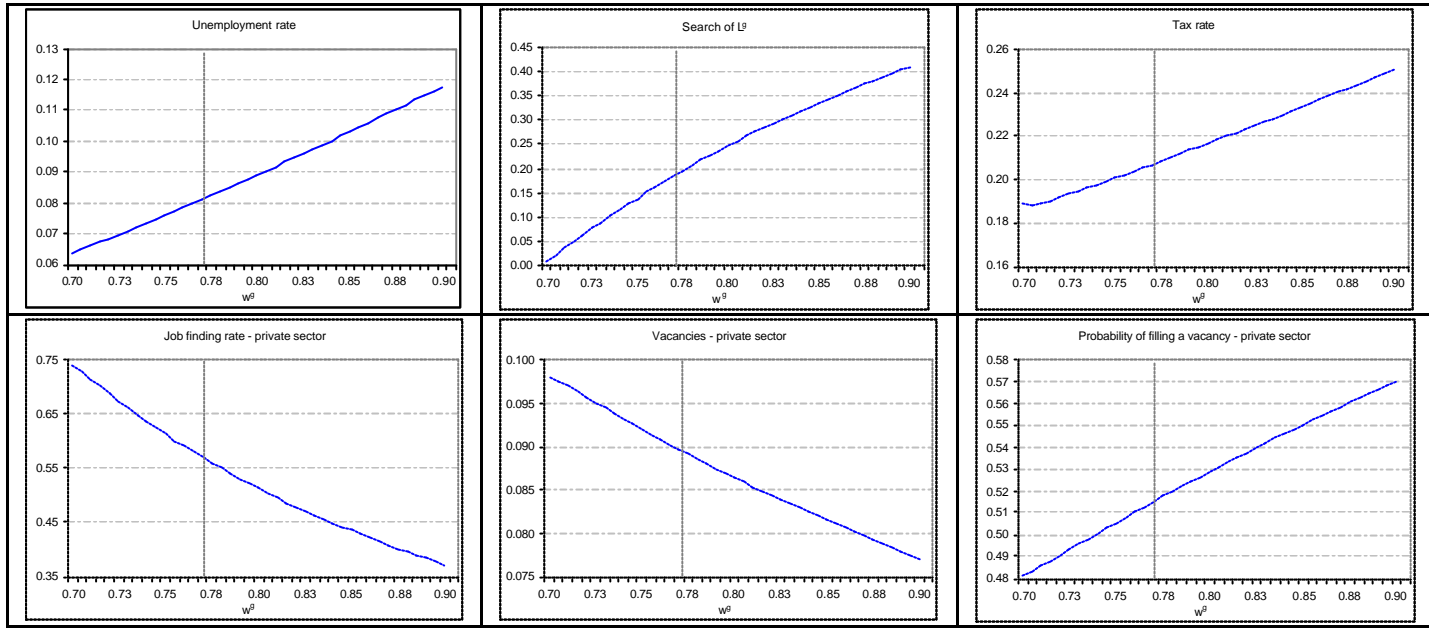 Unemployment rate
0.13
0.12
0.11
0.10
0.09
0.08
0.07
0.06
0.70 0.73 0.75 0.78 0.80 0.83 0.85 0.88 0.90
wᵍ
Search of Lᵍ
0.45
0.40
0.35
0.30
0.25
0.20
0.15
0.10
0.05
0.00
0.70 0.73 0.75 0.78 0.80 0.83 0.85 0.88 0.90
wᵍ
Tax rate
0.26
0.24
0.22
0.20
0.18
0.16
0.70 0.73 0.75 0.78 0.80 0.83 0.85 0.88 0.90
wᵍ
Job finding rate - private sector
0.75
0.65
0.55
0.45
0.35
0.70 0.73 0.75 0.78 0.80 0.83 0.85 0.88 0.90
wᵍ
Vacancies - private sector
0.100
0.095
0.090
0.085
0.080
0.075
0.70 0.73 0.75 0.78 0.80 0.83 0.85 0.88 0.90
wᵍ
Probability of filling a vacancy - private sector
0.58
0.57
0.56
0.55
0.54
0.53
0.52
0.51
0.50
0.49
0.48
0.70 0.73 0.75 0.78 0.80 0.83 0.85 0.88 0.90
wᵍ